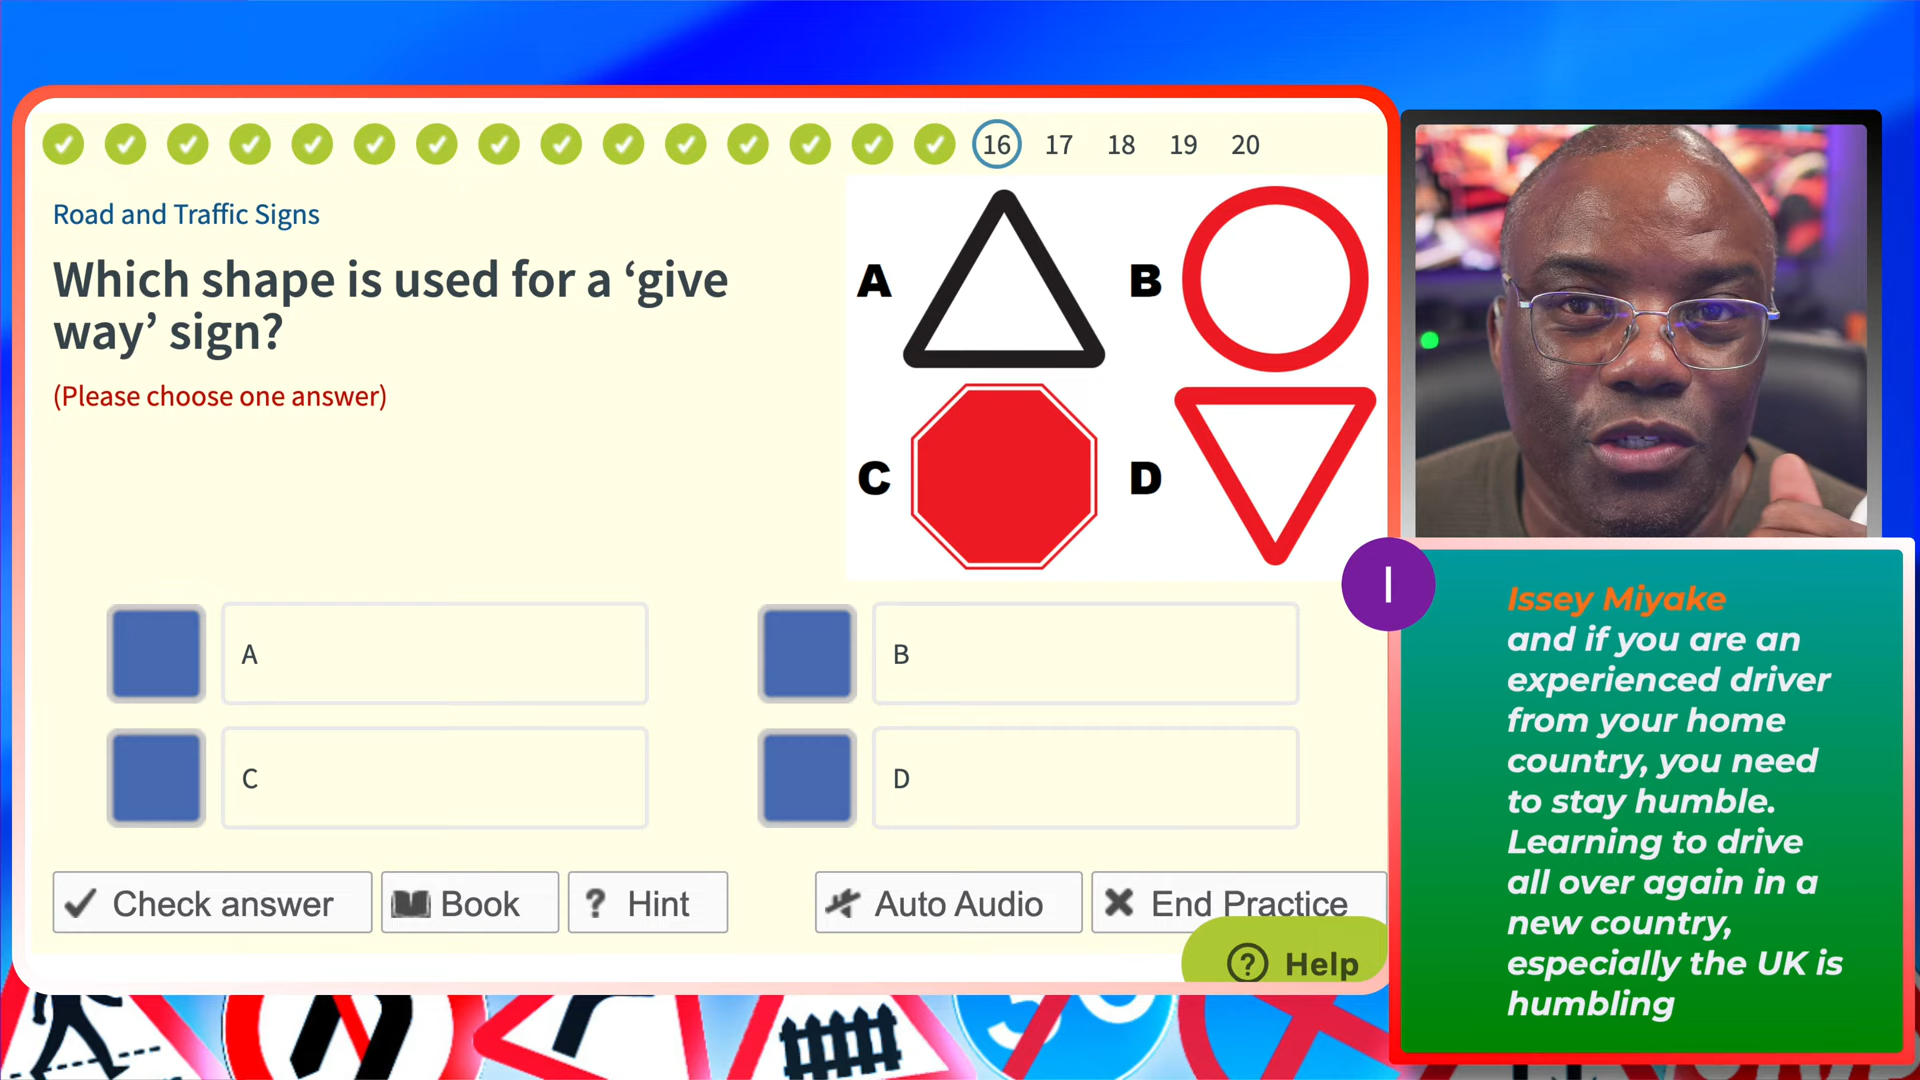 16 17 18 19 20
Road and Traffic Signs
Which shape is used for a ‘give
way’ sign?
(Please choose one answer)
A
B
C
D
A
B
C
D
Check answer
Book
? Hint
Auto Audio
End Practice
? Help
I
Issey Miyake
and if you are an
experienced driver
from your home
country, you need
to stay humble.
Learning to drive
all over again in a
new country,
especially the UK is
humbling